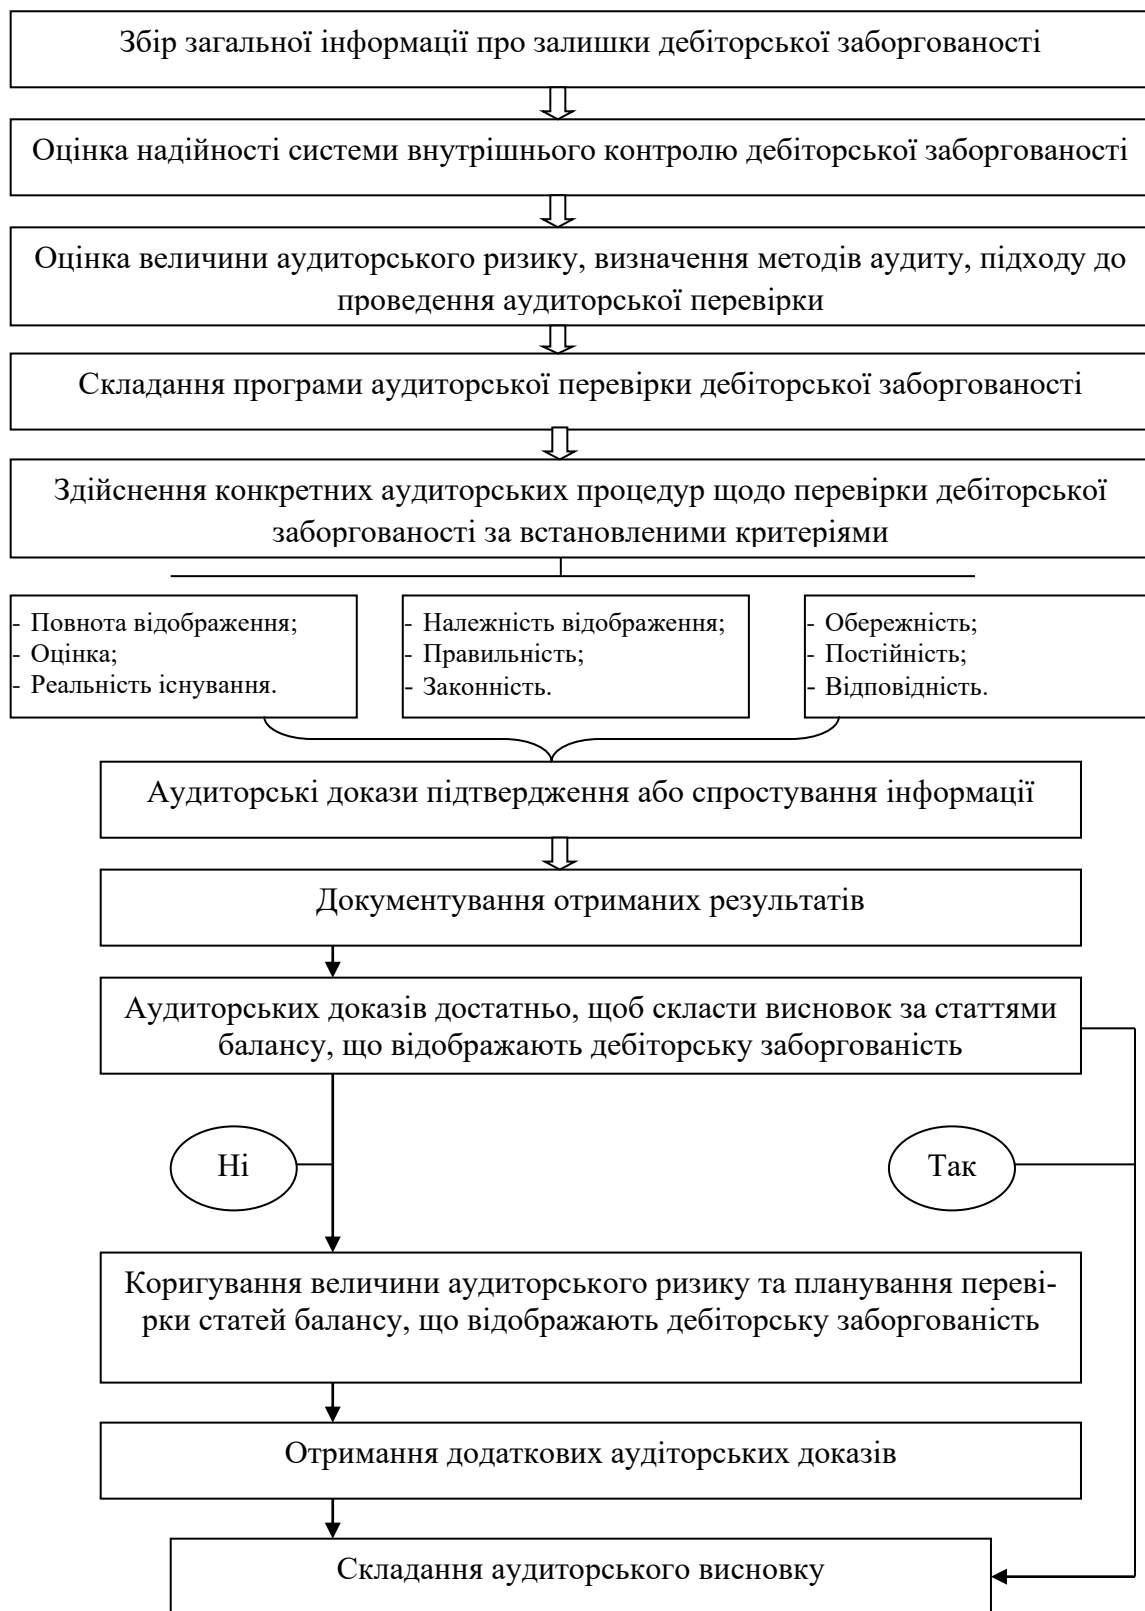 Збір загальної інформації про залишки дебіторської заборгованості
Оцінка надійності системи внутрішнього контролю дебіторської заборгованості
Оцінка величини аудиторського ризику, визначення методів аудиту, підходу до
проведення аудиторської перевірки
Складання програми аудиторської перевірки дебіторської заборгованості
Здійснення конкретних аудиторських процедур щодо перевірки дебіторської
заборгованості за встановленими критеріями
- Повнота відображення;
- Оцінка;
- Реальність існування.
- Належність відображення;
- Правильність;
- Законність.
- Обережність;
- Постійність;
- Відповідність.
Аудиторські докази підтвердження або спростування інформації
Документування отриманих результатів
Аудиторських доказів достатньо, щоб скласти висновок за статтями
балансу, що відображають дебіторську заборгованість
Ні
Так
Коригування величини аудиторського ризику та планування переві-
рки статей балансу, що відображають дебіторську заборгованість
Отримання додаткових аудіторських доказів
Складання аудиторського висновку